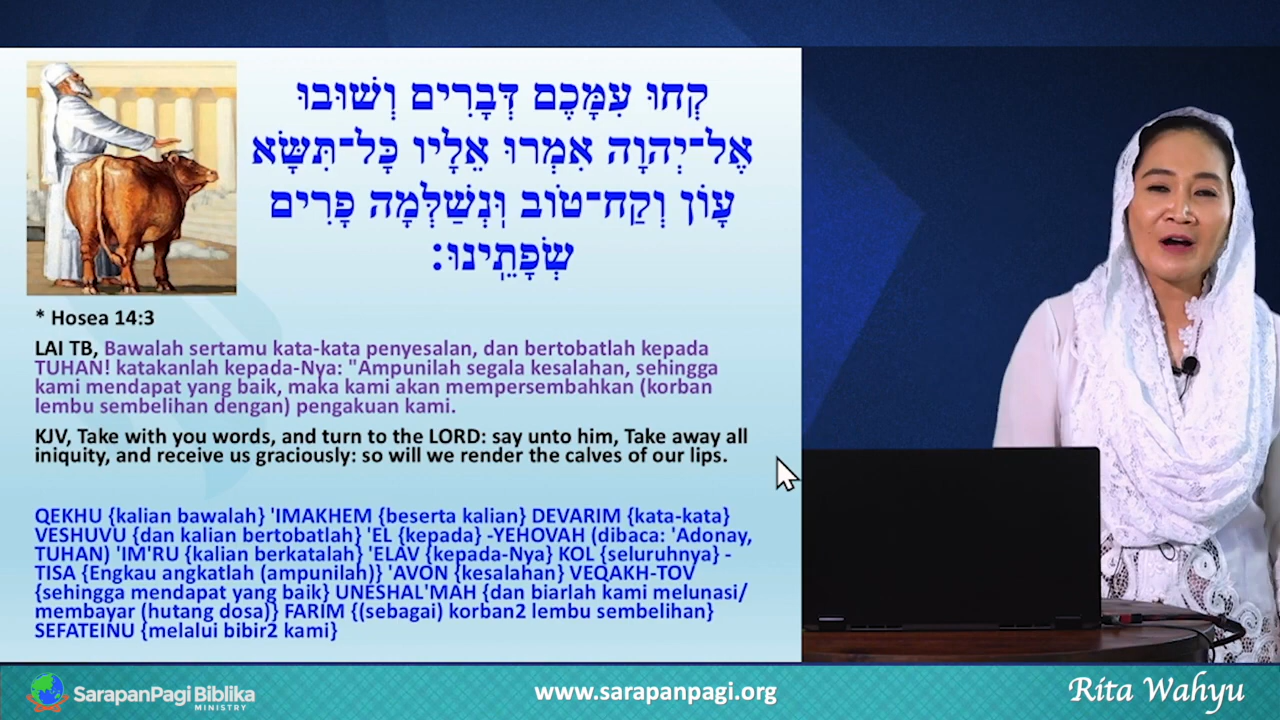 קְחוּ עִמָּכֶם דְּבָרִים וְשׁוּבוּ
אֶל־יְהוָה אִמְרוּ אֵלָיו כָּל־תִּשָּׂא
עָוֹן וְקַח־טוֹב וּנְשַׁלְּמָה פָרִים
שְׂפָתֵֽינוּ׃
* Hosea 14:3
LAI TB, Bawalah sertamu kata-kata penyesalan, dan bertobatlah kepada
TUHAN! katakanlah kepada-Nya: "Ampunilah segala kesalahan, sehingga
kami mendapat yang baik, maka kami akan mempersembahkan (korban
lembu sembelihan dengan) pengakuan kami.
KJV, Take with you words, and turn to the LORD: say unto him, Take away all
iniquity, and receive us graciously: so will we render the calves of our lips.
QEKHU {kalian bawalah} 'IMAKHEM {beserta kalian} DEVARIM {kata-kata}
VESHUVU {dan kalian bertobatlah} 'EL {kepada} -YEHOVAH (dibaca: 'Adonay,
TUHAN) 'IM'RU {kalian berkatalah} 'ELAV {kepada-Nya} KOL {seluruhnya} -
TISA {Engkau angkatlah (ampunilah)} 'AVON {kesalahan} VEQAKH-TOV
{sehingga mendapat yang baik} UNESHAL'MAH {dan biarlah kami melunasi/
membayar (hutang dosa)} FARIM {(sebagai) korban2 lembu sembelihan}
SEFATEINU {melalui bibir2 kami}
SarapanPagi Biblika
MINISTRY
www.sarapanpagi.org
Rita Wahyu